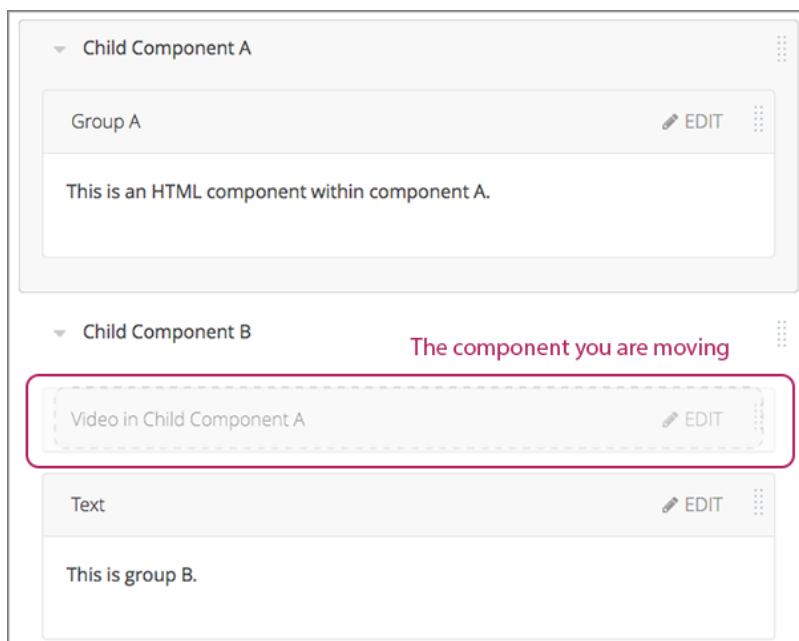 Child Component A
Group A EDIT
This is an HTML component within component A.
Child Component B
The component you are moving
Video in Child Component A EDIT
Text EDIT
This is group B.